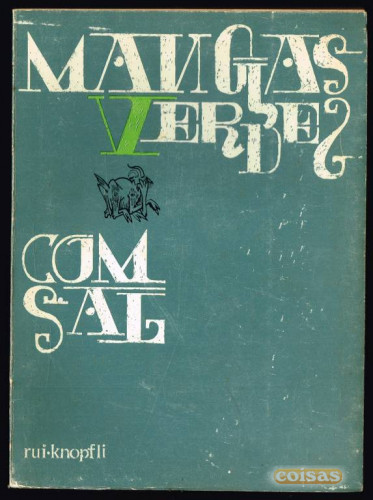 MANGAS
VERDES
COM
SAL
rui·knopfli
coisas